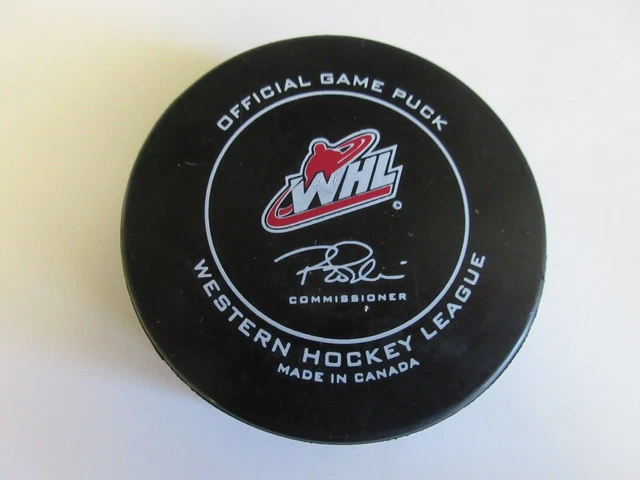 OFFICIAL GAME PUCK
WHL
©
COMMISSIONER
WESTERN HOCKEY LEAGUE
MADE IN CANADA